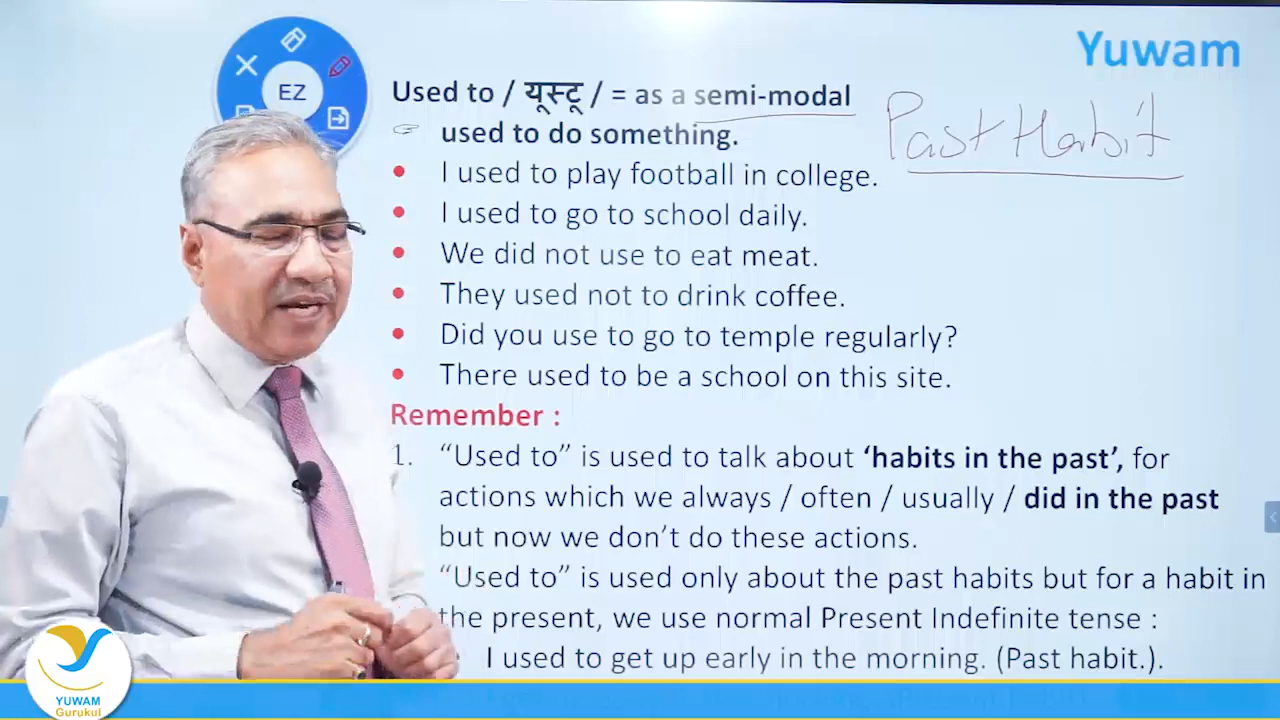 Yuwam
EZ
Used to / यूस्टू / = as a semi-modal
Past Habit
☞ used to do something.
• I used to play football in college.
• I used to go to school daily.
• We did not use to eat meat.
• They used not to drink coffee.
• Did you use to go to temple regularly?
• There used to be a school on this site.
Remember :
1. “Used to” is used to talk about ‘habits in the past’, for
actions which we always / often / usually / did in the past
but now we don’t do these actions.
“Used to” is used only about the past habits but for a habit in
the present, we use normal Present Indefinite tense :
• I used to get up early in the morning. (Past habit.).
YUWAM
Gurukul